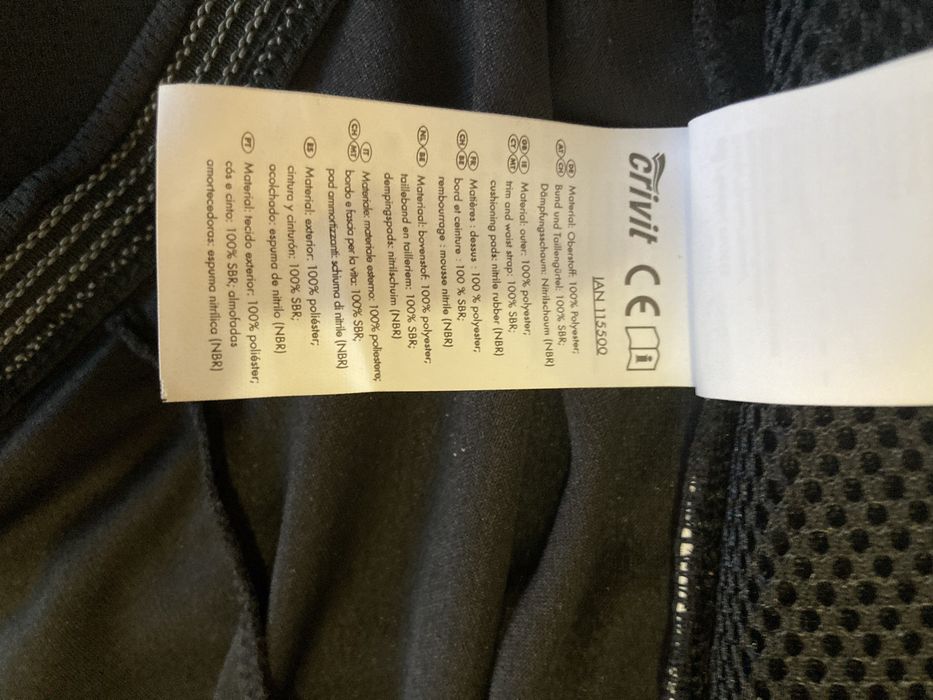 crivit CE
IAN 115500
DE AT CH Material: Oberstoff: 100% Polyester;
Bund und Taillengürtel: 100% SBR;
Dämpfungsschaum: Nitrilschaum (NBR)
GB IE CY MT Material: outer: 100% polyester;
trim and waist strap: 100% SBR;
cushioning pads: nitrile rubber (NBR)
FR CH BE Matières : dessus : 100 % polyester;
bord et ceinture : 100 % SBR;
rembourrage : mousse nitrile (NBR)
NL BE Materiaal: bovenstof: 100% polyester;
tailleband en tailleriem: 100% SBR;
dempingspads: nitrilschuim (NBR)
IT CH MT Materiale: materiale esterno: 100% poliestere;
bordo e fascia per la vita: 100% SBR;
pad ammortizzanti: schiuma di nitrile (NBR)
ES Material: exterior: 100% poliéster;
cintura y cinturón: 100% SBR;
acolchado: espuma de nitrilo (NBR)
PT Material: tecido exterior: 100% poliéster;
cós e cinto: 100% SBR; almofadas
amortecedoras: espuma nitrílica (NBR)